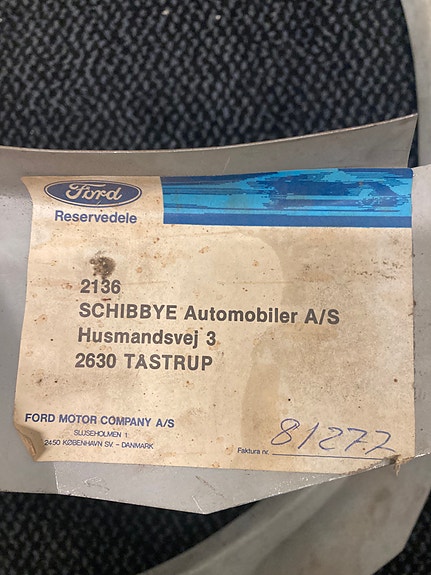 Ford
Reservedele
2136
SCHIBBYE Automobiler A/S
Husmandsvej 3
2630 TASTRUP
FORD MOTOR COMPANY A/S
SLUSEHOLMEN 1
2450 KØBENHAVN SV. – DANMARK
Faktura nr. 81277